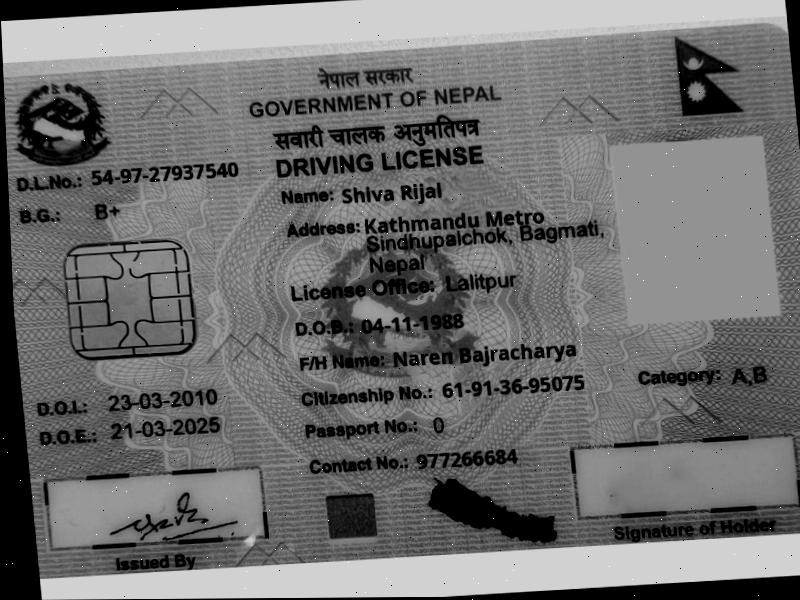 नेपाल सरकार
GOVERNMENT OF NEPAL
सवारी चालक अनुमतिपत्र
DRIVING LICENSE
D.L.No.: 54-97-27937540
B.G.: B+
Name: Shiva Rijal
Address: Kathmandu Metro
Sindhupalchok, Bagmati,
Nepal
License Office: Lalitpur
D.O.B.: 04-11-1988
F/H Name: Naren Bajracharya
Citizenship No.: 61-91-36-95075
Category: A,B
D.O.I.: 23-03-2010
D.O.E.: 21-03-2025
Passport No.: 0
Contact No.: 977266684
Issued By
Signature of Holder